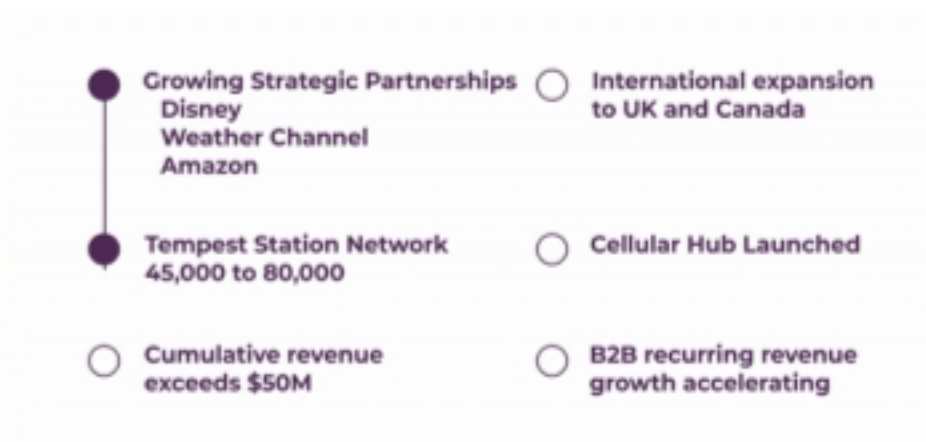 Growing Strategic Partnerships
Disney
Weather Channel
Amazon
Tempest Station Network
45,000 to 80,000
Cumulative revenue
exceeds $50M
International expansion
to UK and Canada
Cellular Hub Launched
B2B recurring revenue
growth accelerating